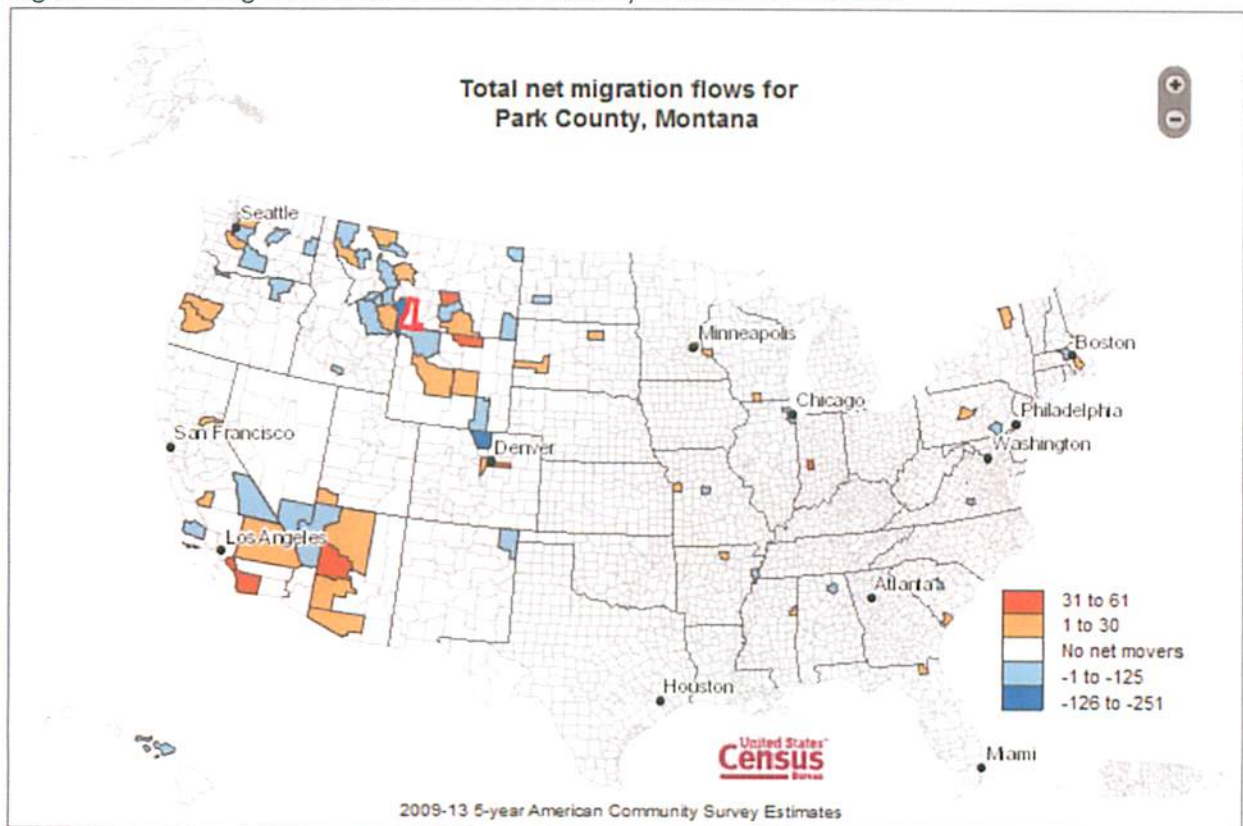 Total net migration flows for
Park County, Montana
+
−
Seattle
Minneapolis
Boston
Chicago
Philadelphia
San Francisco
Denver
Washington
Los Angeles
Atlanta
31 to 61
1 to 30
No net movers
-1 to -125
-126 to -251
Houston
United States
Census
Bureau
Miami
2009-13 5-year American Community Survey Estimates